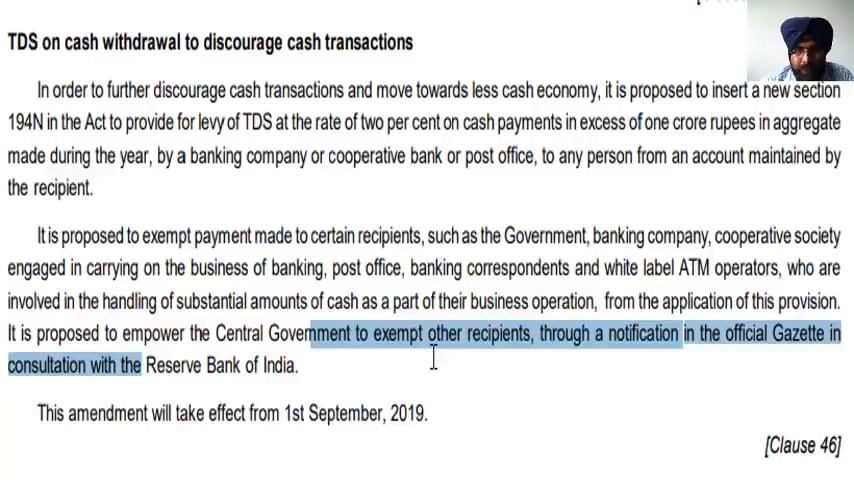 TDS on cash withdrawal to discourage cash transactions
In order to further discourage cash transactions and move towards less cash economy, it is proposed to insert a new section
194N in the Act to provide for levy of TDS at the rate of two per cent on cash payments in excess of one crore rupees in aggregate
made during the year, by a banking company or cooperative bank or post office, to any person from an account maintained by
the recipient.
It is proposed to exempt payment made to certain recipients, such as the Government, banking company, cooperative society
engaged in carrying on the business of banking, post office, banking correspondents and white label ATM operators, who are
involved in the handling of substantial amounts of cash as a part of their business operation, from the application of this provision.
It is proposed to empower the Central Government to exempt other recipients, through a notification in the official Gazette in
consultation with the Reserve Bank of India.
This amendment will take effect from 1st September, 2019.
[Clause 46]